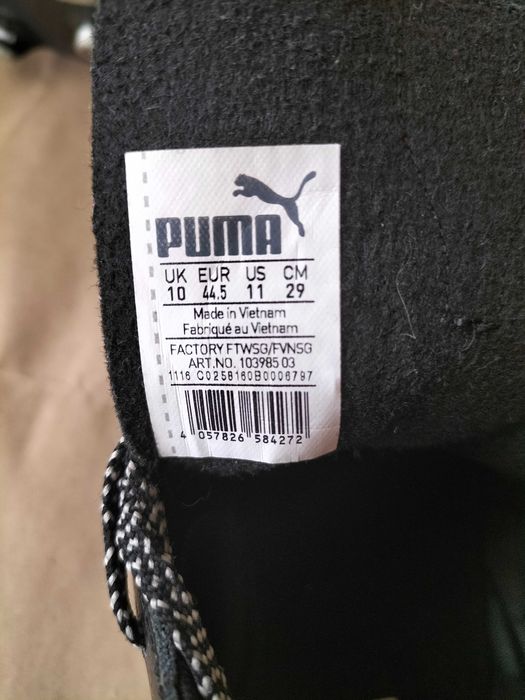 PUMA
UK EUR US CM
10 44.5 11 29
Made in Vietnam
Fabriqué au Vietnam
FACTORY FTWSG/FVNSG
ART.NO. 103985 03
1116 C0258160B0006797
4 057826 584272